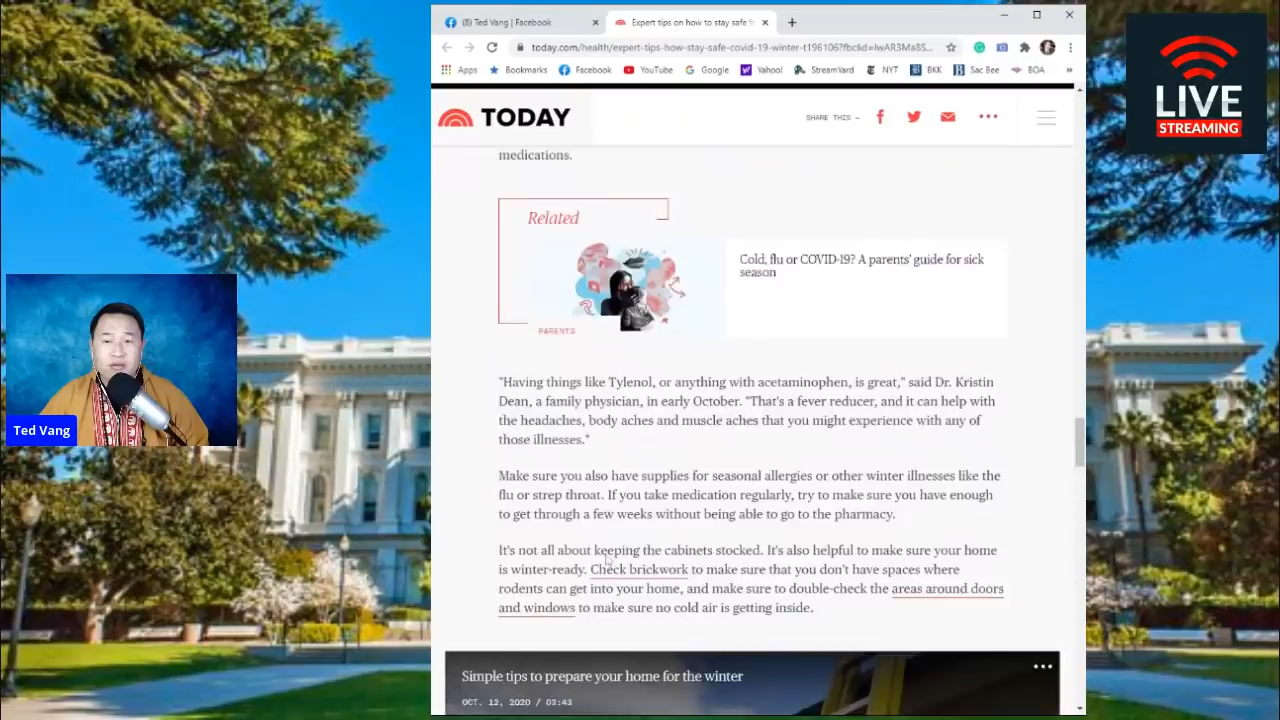 (8) Ted Vang | Facebook
Expert tips on how to stay safe f
today.com/health/expert-tips-how-stay-safe-covid-19-winter-t196106?fbclid=IwAR3Ma8S...
Apps
Bookmarks
Facebook
YouTube
Google
Yahoo!
StreamYard
NYT
BKK
Sac Bee
BOA
»
LIVE
STREAMING
TODAY
SHARE THIS —
medications.
Related
Cold, flu or COVID-19? A parents' guide for sick
season
PARENTS
"Having things like Tylenol, or anything with acetaminophen, is great," said Dr. Kristin
Dean, a family physician, in early October. "That's a fever reducer, and it can help with
the headaches, body aches and muscle aches that you might experience with any of
those illnesses."
Ted Vang
Make sure you also have supplies for seasonal allergies or other winter illnesses like the
flu or strep throat. If you take medication regularly, try to make sure you have enough
to get through a few weeks without being able to go to the pharmacy.
It's not all about keeping the cabinets stocked. It's also helpful to make sure your home
is winter-ready. Check brickwork to make sure that you don't have spaces where
rodents can get into your home, and make sure to double-check the areas around doors
and windows to make sure no cold air is getting inside.
Simple tips to prepare your home for the winter
OCT. 12, 2020 / 03:43